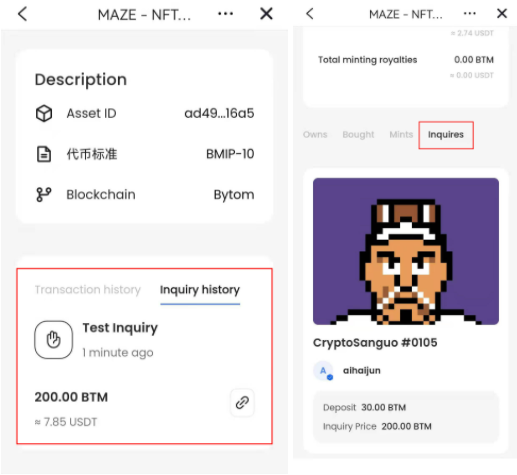 MAZE - NFT...
Description
Asset ID ad49...16a5
代币标准 BMIP-10
Blockchain Bytom
Transaction history Inquiry history
Test Inquiry
1 minute ago
200.00 BTM
≈ 7.85 USDT
MAZE - NFT...
≈ 2.74 USDT
Total minting royalties 0.00 BTM
≈ 0.00 USDT
Owns Bought Mints Inquires
CryptoSanguo #0105
A aihaijun
Deposit 30.00 BTM
Inquiry Price 200.00 BTM